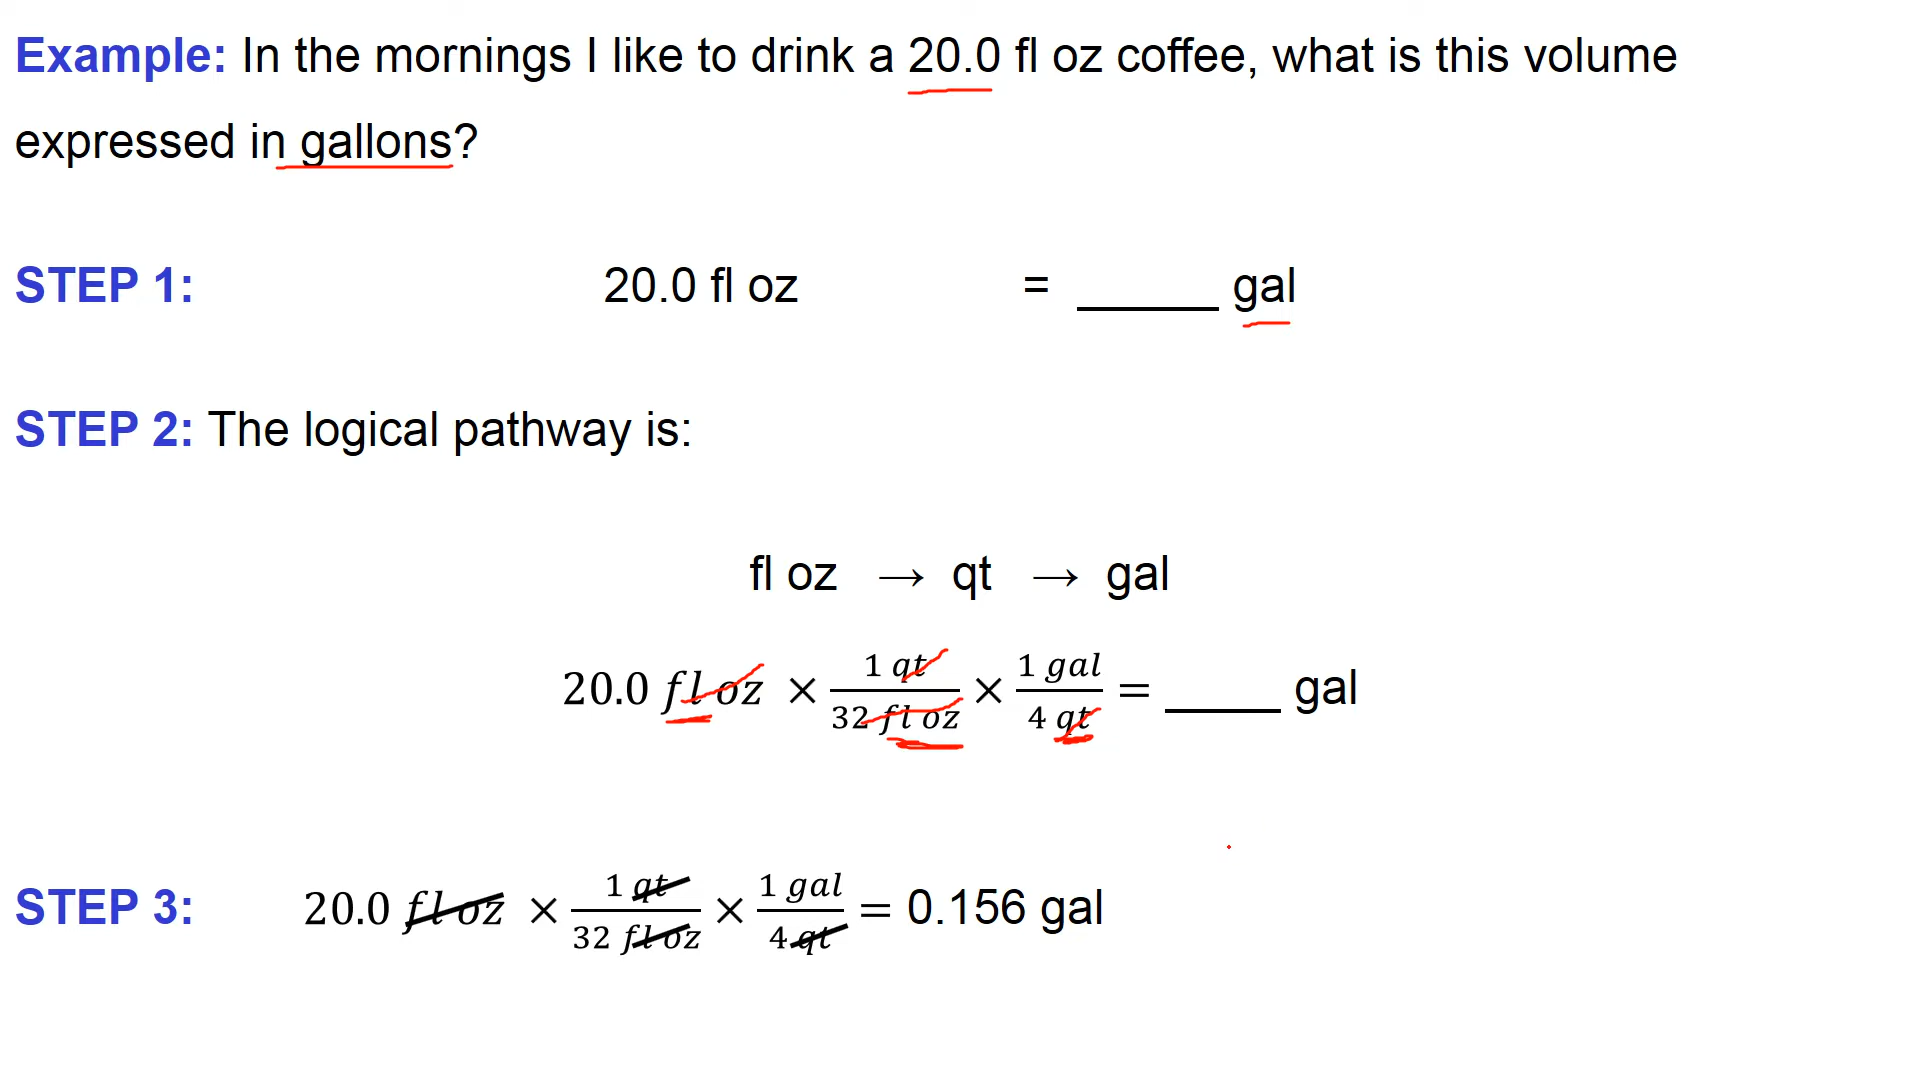 Example: In the mornings I like to drink a 20.0 fl oz coffee, what is this volume
expressed in gallons?
STEP 1: 20.0 fl oz = ______ gal
STEP 2: The logical pathway is:
fl oz → qt → gal
20.0 fl oz × 1 qt / 32 fl oz × 1 gal / 4 qt = _____ gal
STEP 3: 20.0 fl oz × 1 qt / 32 fl oz × 1 gal / 4 qt = 0.156 gal